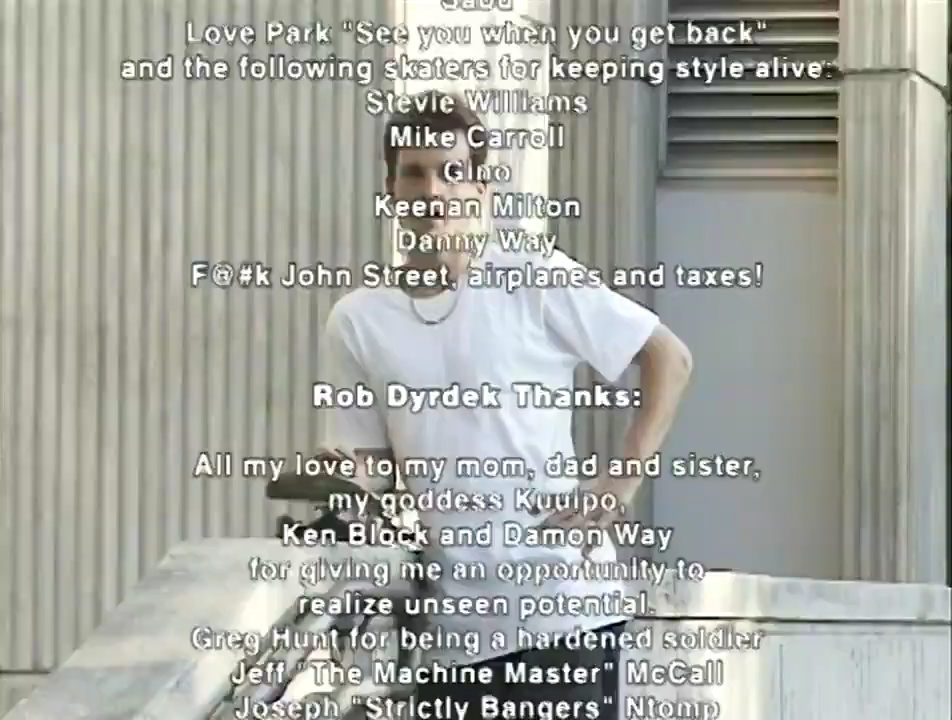 Love Park "See you when you get back"
and the following skaters for keeping style alive:
Stevie Williams
Mike Carroll
Gino
Keenan Milton
Danny Way
F@#k John Street, airplanes and taxes!
Rob Dyrdek Thanks:
All my love to my mom, dad and sister,
my goddess Kuulpo,
Ken Block and Damon Way
for giving me an opportunity to
realize unseen potential.
Greg Hunt for being a hardened soldier
Jeff "The Machine Master" McCall
Joseph "Strictly Bangers" Ntomp